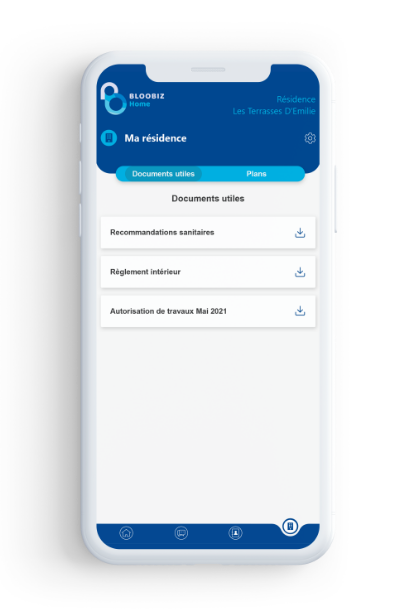 BLOOBIZ
Home
Résidence
Les Terrasses D'Emilie
Ma résidence
Documents utiles
Plans
Documents utiles
Recommandations sanitaires
Réglement intérieur
Autorisation de travaux Mai 2021